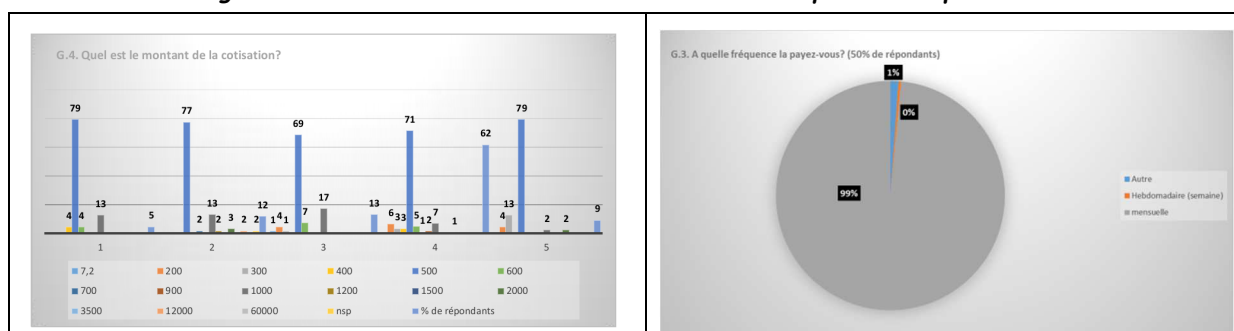 G.4. Quel est le montant de la cotisation?
79 77 69 71 62 79
4 4 13 5 2 13 2 3 2 2 12 1 4 1 7 17 13 6 3 3 5 1 2 7 1 4 13 2 2 9
1 2 3 4 5
7,2 200 300 400 500 600
700 900 1000 1200 1500 2000
3500 12000 60000 nsp % de répondants
G.3. A quelle fréquence la payez-vous? (50% de répondants)
1%
0%
99%
Autre
Hebdomadaire (semaine)
mensuelle